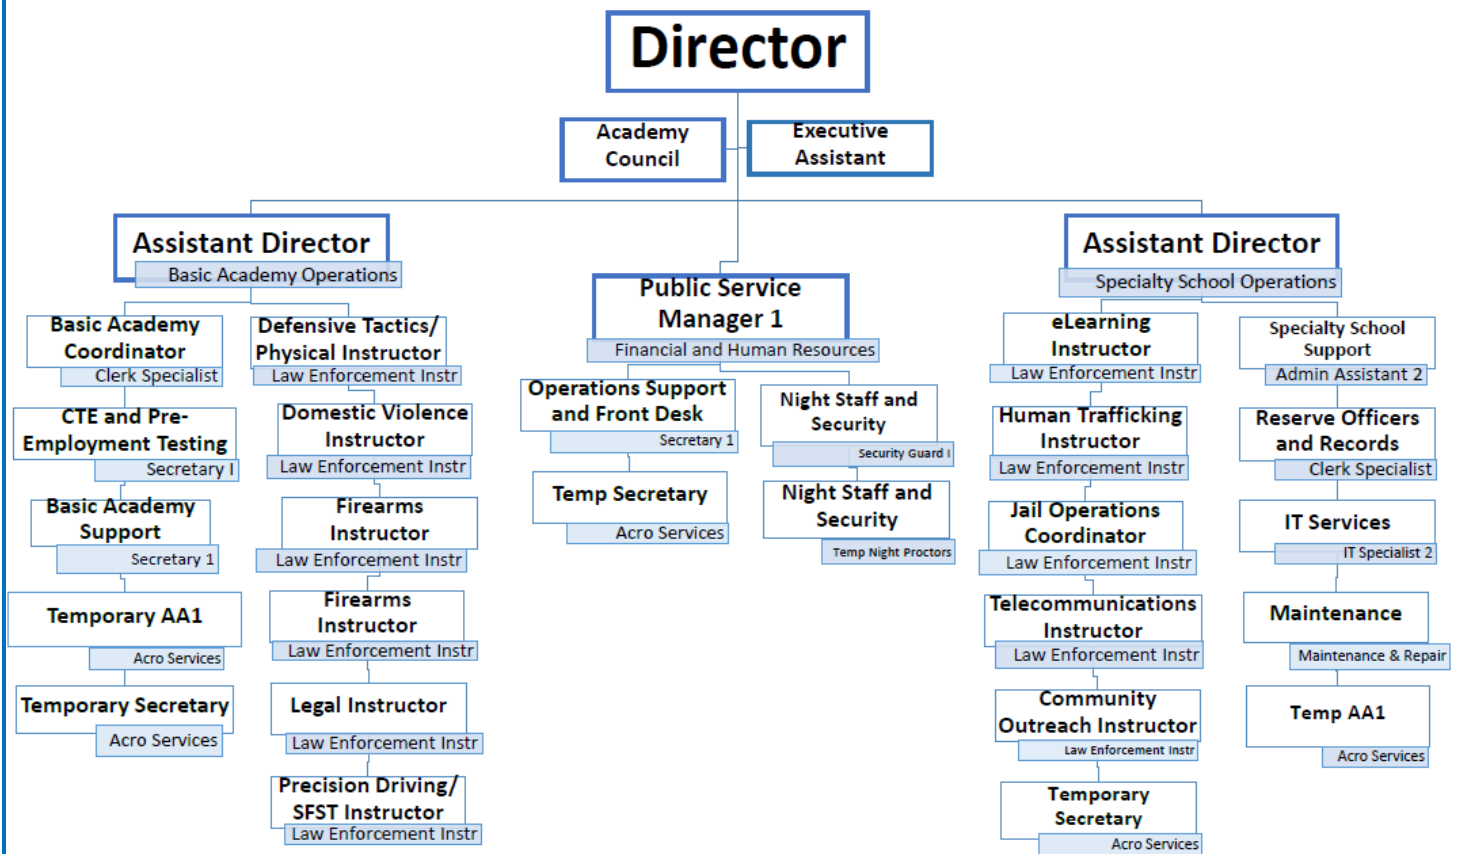 Director
Academy
Council
Executive
Assistant
Assistant Director
Basic Academy Operations
Basic Academy
Coordinator
Clerk Specialist
CTE and Pre-
Employment Testing
Secretary I
Basic Academy
Support
Secretary 1
Temporary AA1
Acro Services
Temporary Secretary
Acro Services
Defensive Tactics/
Physical Instructor
Law Enforcement Instr
Domestic Violence
Instructor
Law Enforcement Instr
Firearms
Instructor
Law Enforcement Instr
Firearms
Instructor
Law Enforcement Instr
Legal Instructor
Law Enforcement Instr
Precision Driving/
SFST Instructor
Law Enforcement Instr
Public Service
Manager 1
Financial and Human Resources
Operations Support
and Front Desk
Secretary 1
Temp Secretary
Acro Services
Night Staff and
Security
Security Guard I
Night Staff and
Security
Temp Night Proctors
Assistant Director
Specialty School Operations
eLearning
Instructor
Law Enforcement Instr
Human Trafficking
Instructor
Law Enforcement Instr
Jail Operations
Coordinator
Law Enforcement Instr
Telecommunications
Instructor
Law Enforcement Instr
Community
Outreach Instructor
Law Enforcement Instr
Temporary
Secretary
Acro Services
Specialty School
Support
Admin Assistant 2
Reserve Officers
and Records
Clerk Specialist
IT Services
IT Specialist 2
Maintenance
Maintenance & Repair
Temp AA1
Acro Services